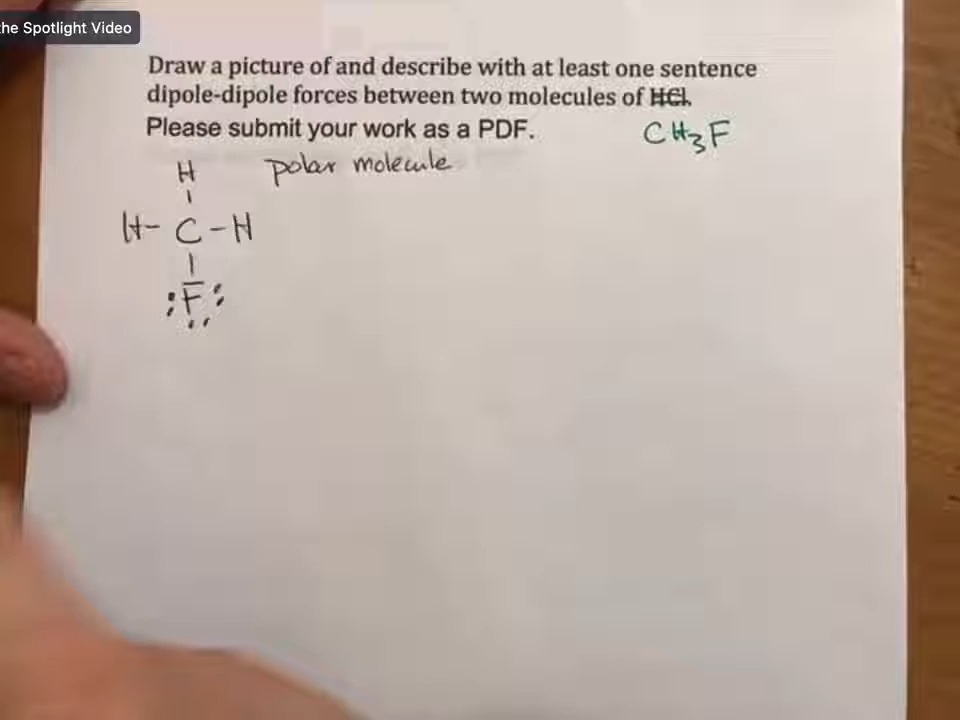 the Spotlight Video
Draw a picture of and describe with at least one sentence
dipole-dipole forces between two molecules of HCl.
Please submit your work as a PDF.
CH3F
polar molecule
H
H- C -H
:F: